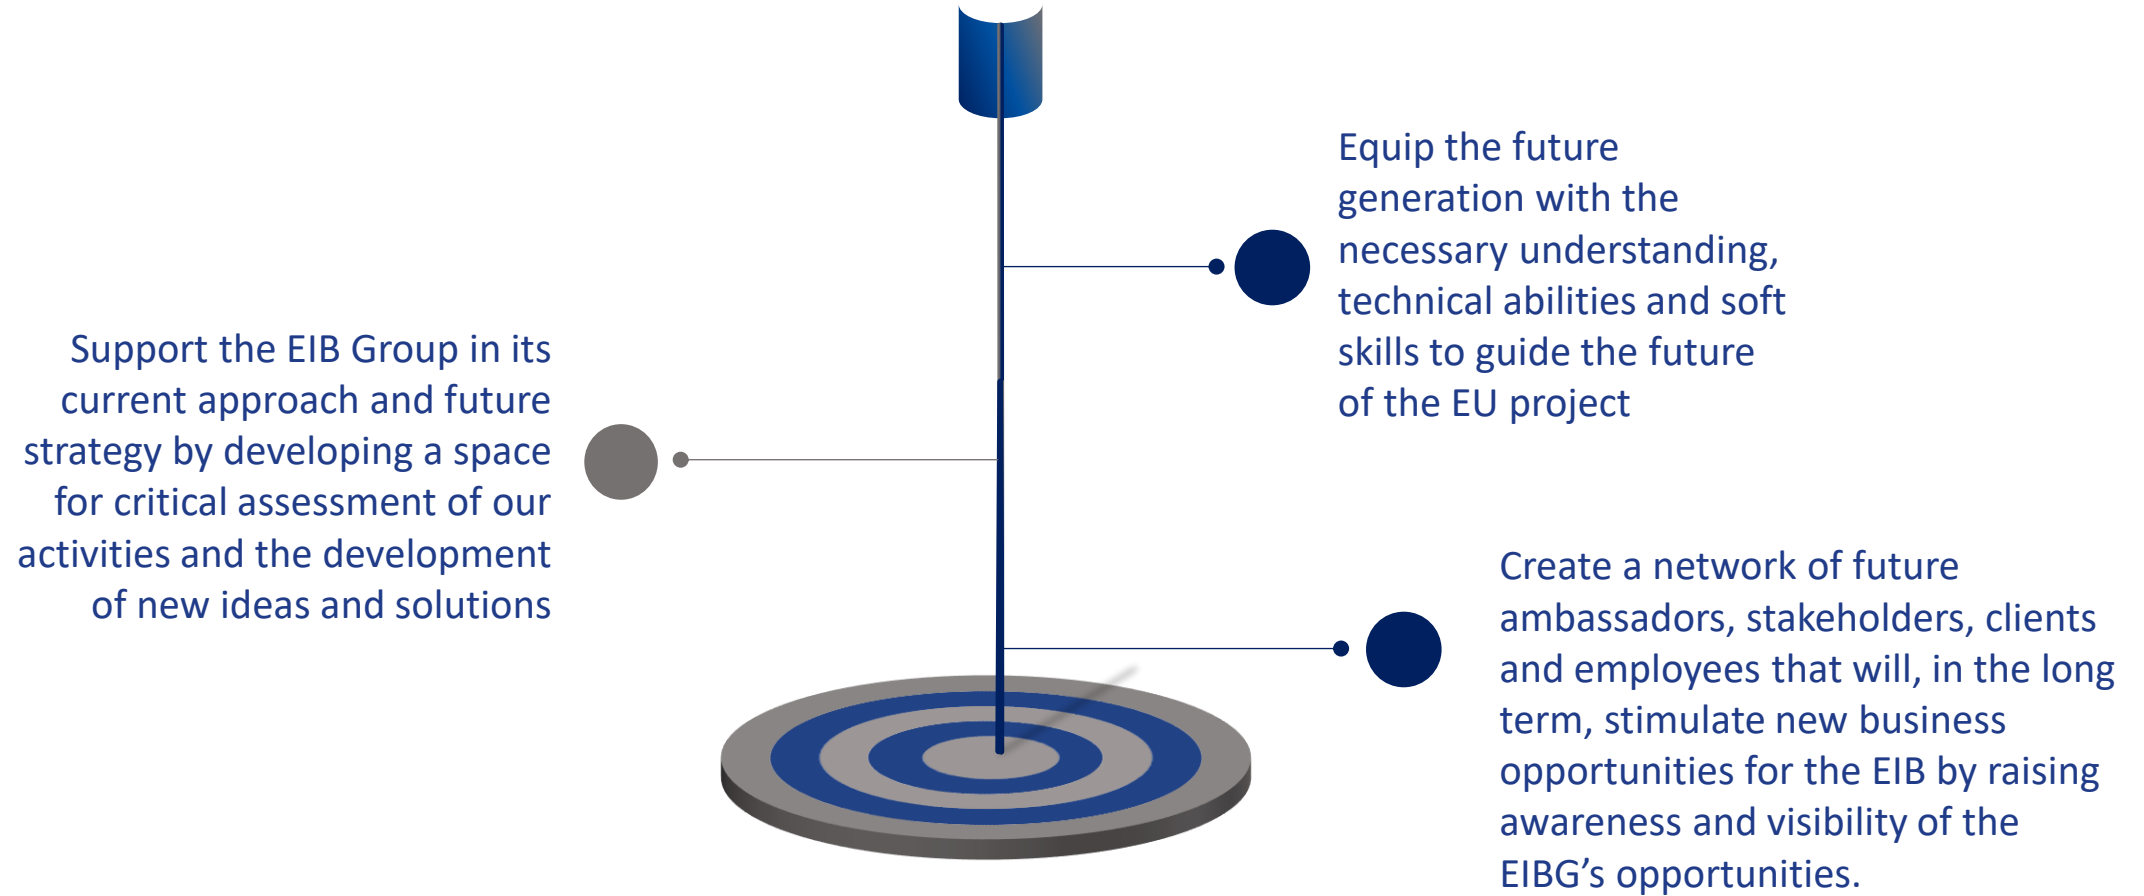 Equip the future
generation with the
necessary understanding,
technical abilities and soft
skills to guide the future
of the EU project
Support the EIB Group in its
current approach and future
strategy by developing a space
for critical assessment of our
activities and the development
of new ideas and solutions
Create a network of future
ambassadors, stakeholders, clients
and employees that will, in the long
term, stimulate new business
opportunities for the EIB by raising
awareness and visibility of the
EIBG’s opportunities.